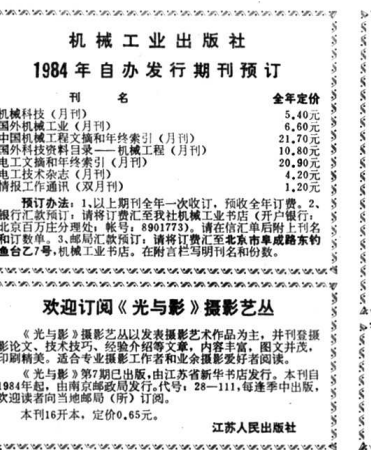 机械工业出版社
1984年自办发行期刊预订
刊 名 全年定价
机械科技（月刊） 5.40元
国外机械工业（月刊） 6.60元
中国机械工程文摘和年终索引（月刊） 21.70元
国外科技资料目录——机械工程（月刊） 10.80元
电工文摘和年终索引（月刊） 20.90元
电工技术杂志（月刊） 4.20元
情报工作通讯（双月刊） 1.20元
预订办法：1、以上期刊全年一次收订，预收全年订费。2、
银行汇款预订：请将订费汇至我社机械工业书店（开户银行：
北京百万庄分理处；帐号：8901773）。请在信汇单后附上刊名
和订数单。3、邮局汇款预订：请将订费汇至北京市阜成路东钓
鱼台乙7号，机械工业书店。在附言栏写明刊名和份数。
欢迎订阅《光与影》摄影艺丛
《光与影》摄影艺丛以发表摄影艺术作品为主，并刊登摄
影论文、技术技巧、经验介绍等文章，内容丰富，图文并茂，
印刷精美。适合专业摄影工作者和业余摄影爱好者阅读。
《光与影》第7期已出版，由江苏省新华书店发行。本刊自
1984年起，由南京邮政局发行。代号：28—111，每逢季中出版，
欢迎读者向当地邮局（所）订阅。
本刊16开本，定价0.65元。
江苏人民出版社